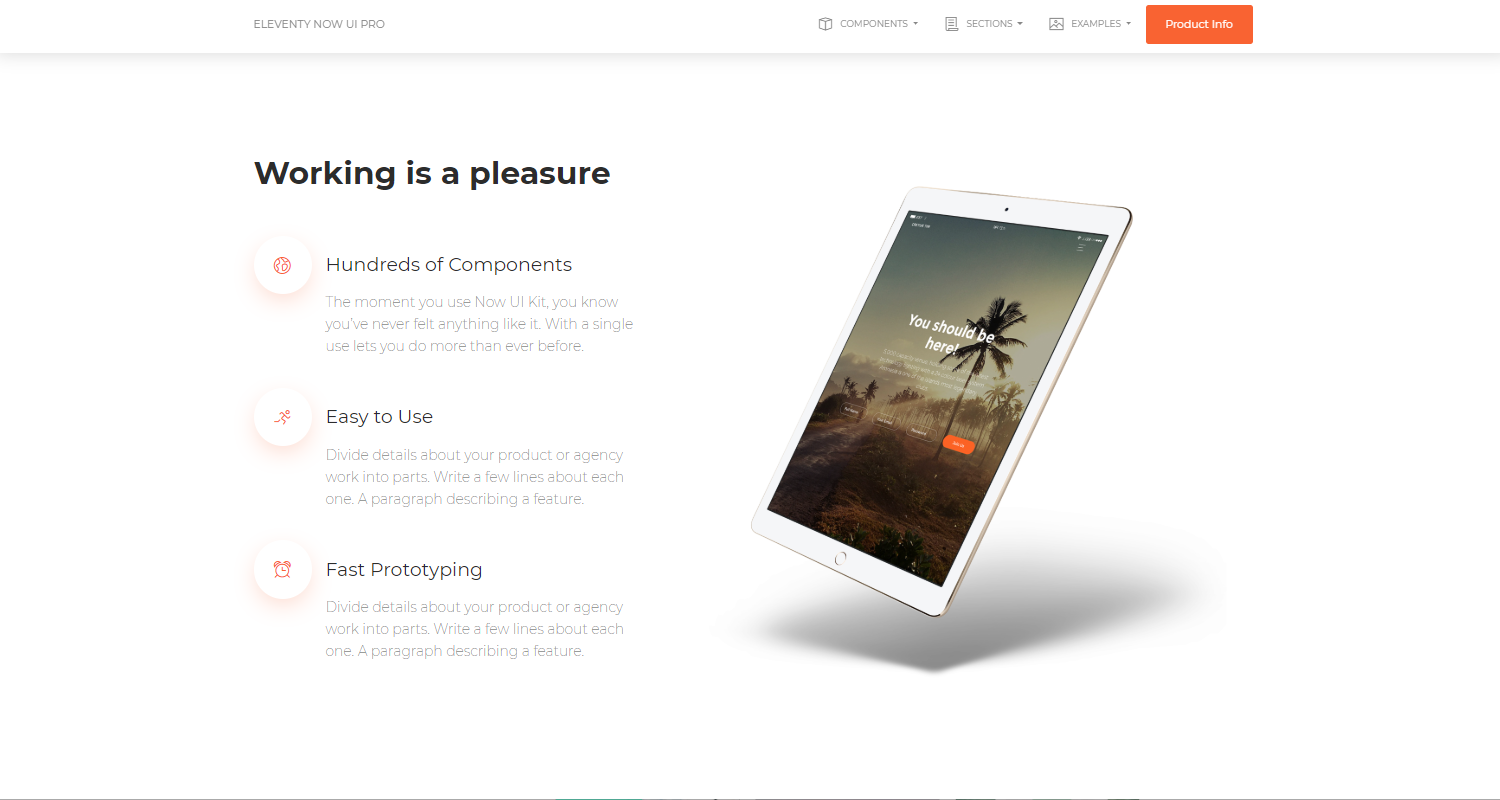 ELEVENTY NOW UI PRO
COMPONENTS
SECTIONS
EXAMPLES
Product Info
Working is a pleasure
Hundreds of Components
The moment you use Now UI Kit, you know
you've never felt anything like it. With a single
use lets you do more than ever before.
Easy to Use
Divide details about your product or agency
work into parts. Write a few lines about each
one. A paragraph describing a feature.
Fast Prototyping
Divide details about your product or agency
work into parts. Write a few lines about each
one. A paragraph describing a feature.
You should be
here!